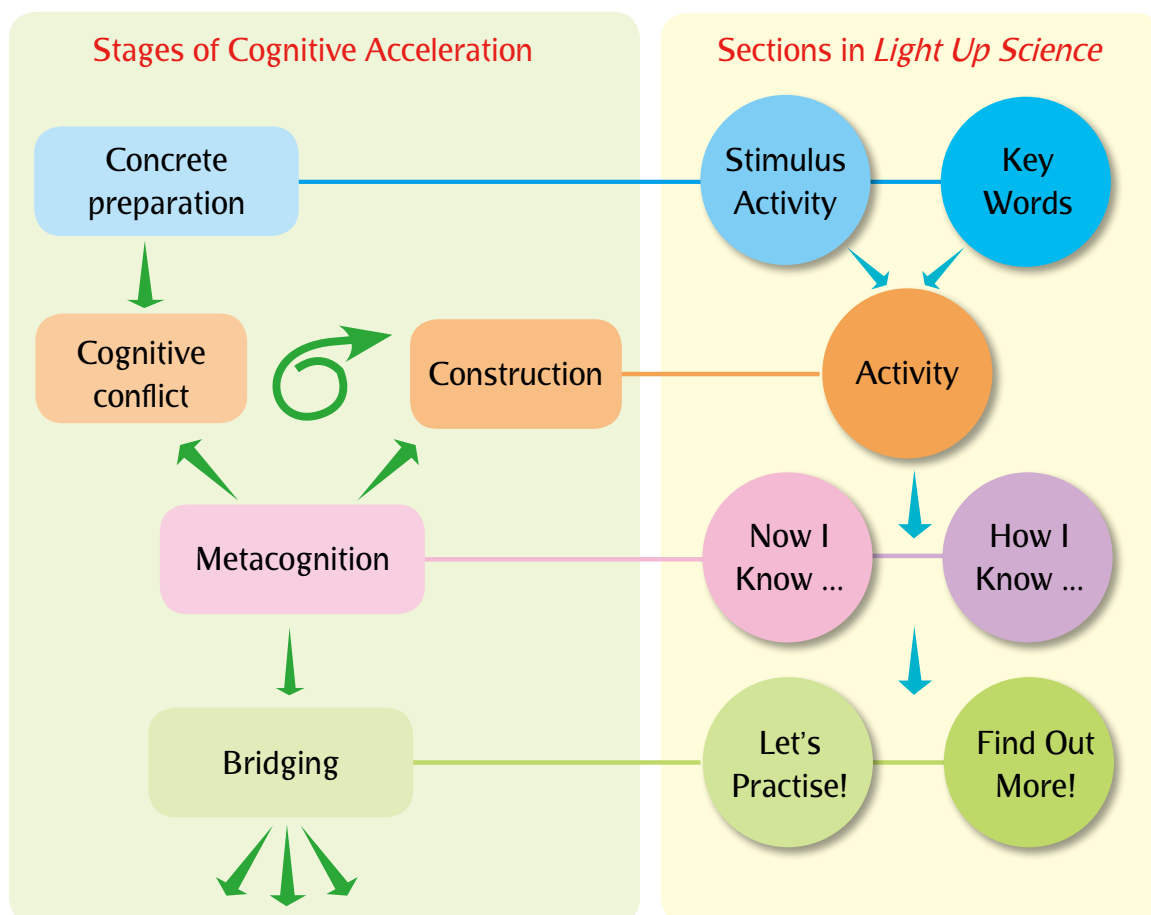 Stages of Cognitive Acceleration
Sections in Light Up Science
Concrete
preparation
Stimulus
Activity
Key
Words
Cognitive
conflict
Construction
Activity
Metacognition
Now I
Know ...
How I
Know ...
Bridging
Let's
Practise!
Find Out
More!